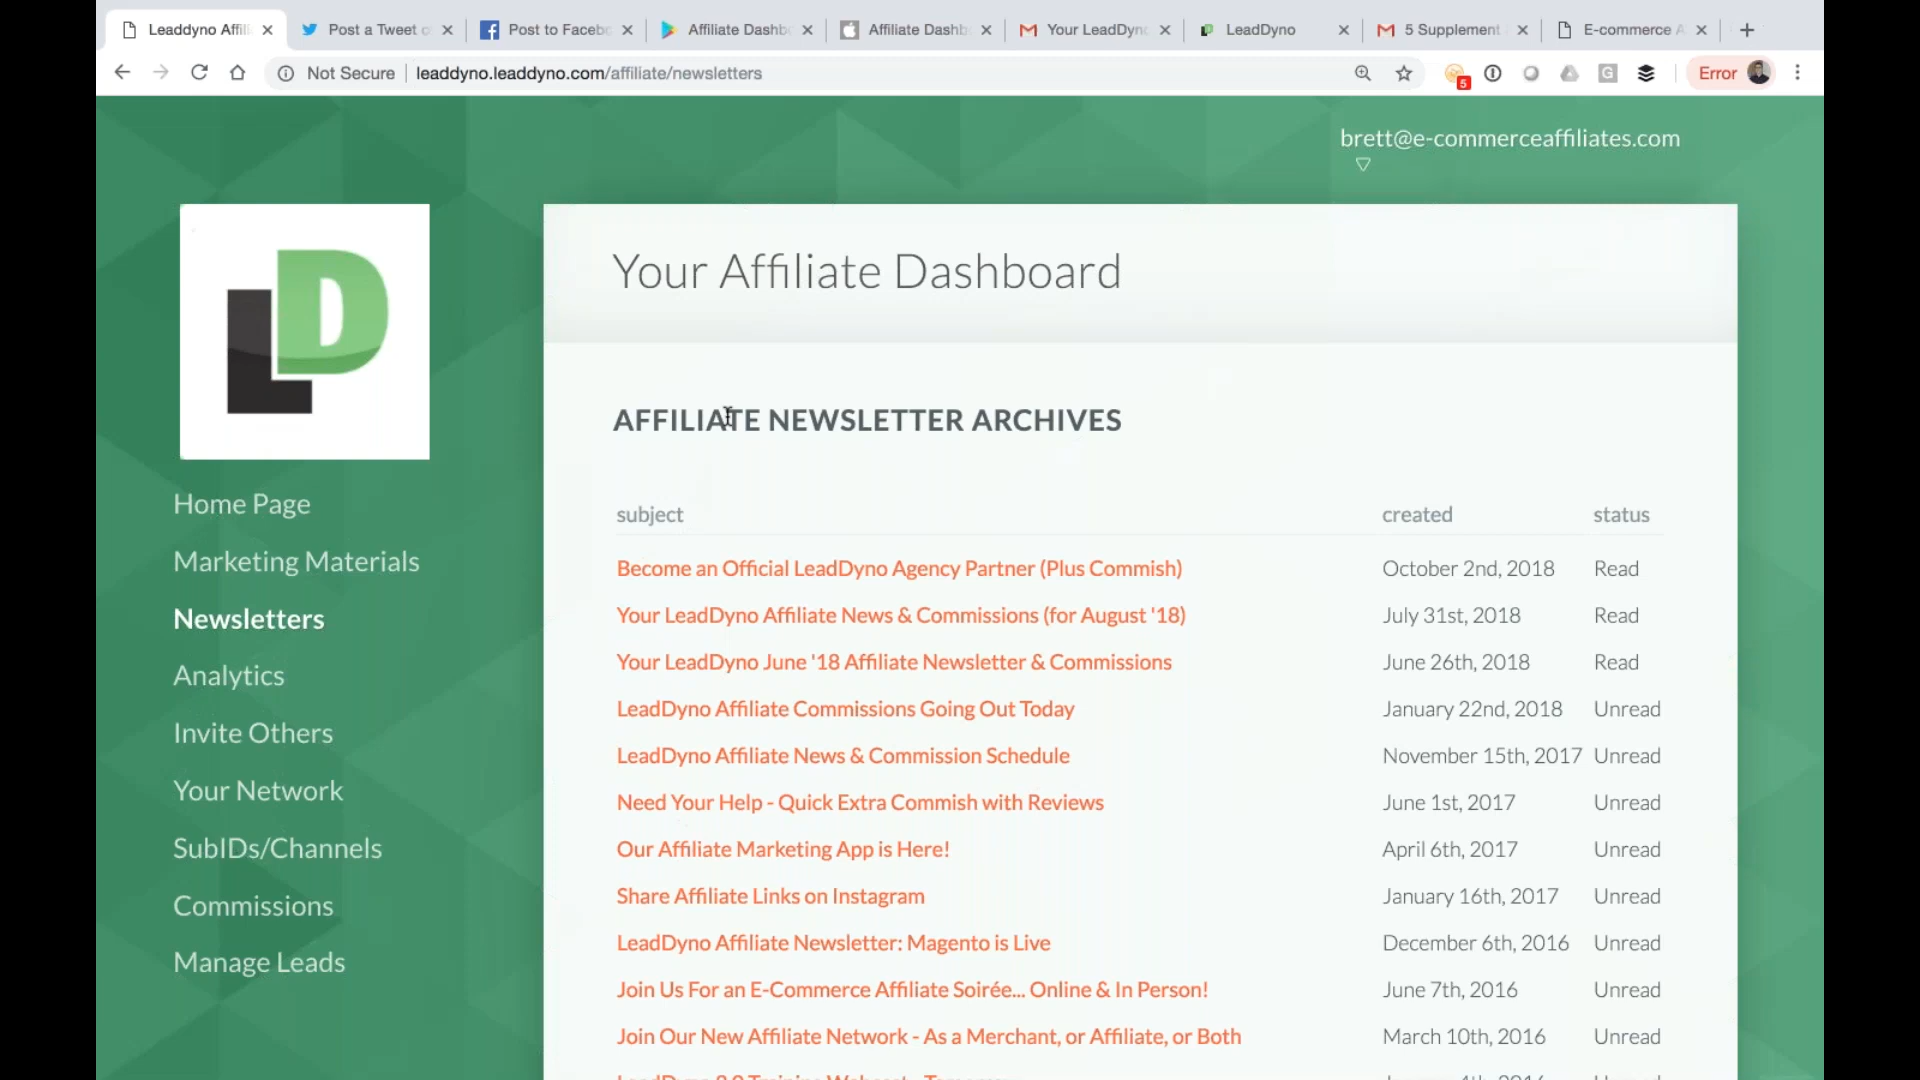 Leaddyno Affili
Post a Tweet o
Post to Facebo
Affiliate Dashb
Affiliate Dashb
Your LeadDyno
LeadDyno
5 Supplement
E-commerce A
Not Secure
leaddyno.leaddyno.com/affiliate/newsletters
5
G
Error
brett@e-commerceaffiliates.com
LD
Your Affiliate Dashboard
AFFILIATE NEWSLETTER ARCHIVES
Home Page
Marketing Materials
Newsletters
Analytics
Invite Others
Your Network
SubIDs/Channels
Commissions
Manage Leads
subject created status
Become an Official LeadDyno Agency Partner (Plus Commish) October 2nd, 2018 Read
Your LeadDyno Affiliate News & Commissions (for August '18) July 31st, 2018 Read
Your LeadDyno June '18 Affiliate Newsletter & Commissions June 26th, 2018 Read
LeadDyno Affiliate Commissions Going Out Today January 22nd, 2018 Unread
LeadDyno Affiliate News & Commission Schedule November 15th, 2017 Unread
Need Your Help - Quick Extra Commish with Reviews June 1st, 2017 Unread
Our Affiliate Marketing App is Here! April 6th, 2017 Unread
Share Affiliate Links on Instagram January 16th, 2017 Unread
LeadDyno Affiliate Newsletter: Magento is Live December 6th, 2016 Unread
Join Us For an E-Commerce Affiliate Soirée... Online & In Person! June 7th, 2016 Unread
Join Our New Affiliate Network - As a Merchant, or Affiliate, or Both March 10th, 2016 Unread